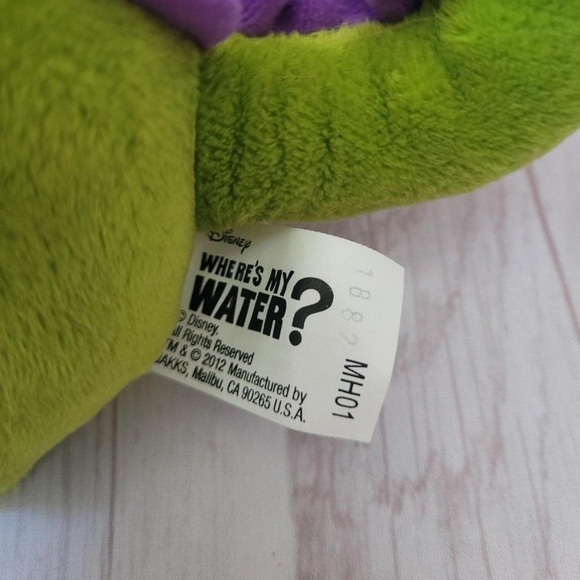 Disney
WHERE'S MY
WATER?
© Disney.
All Rights Reserved
TM & © 2012 Manufactured by
JAKKS, Malibu, CA 90265 U.S.A.
1882
MH01